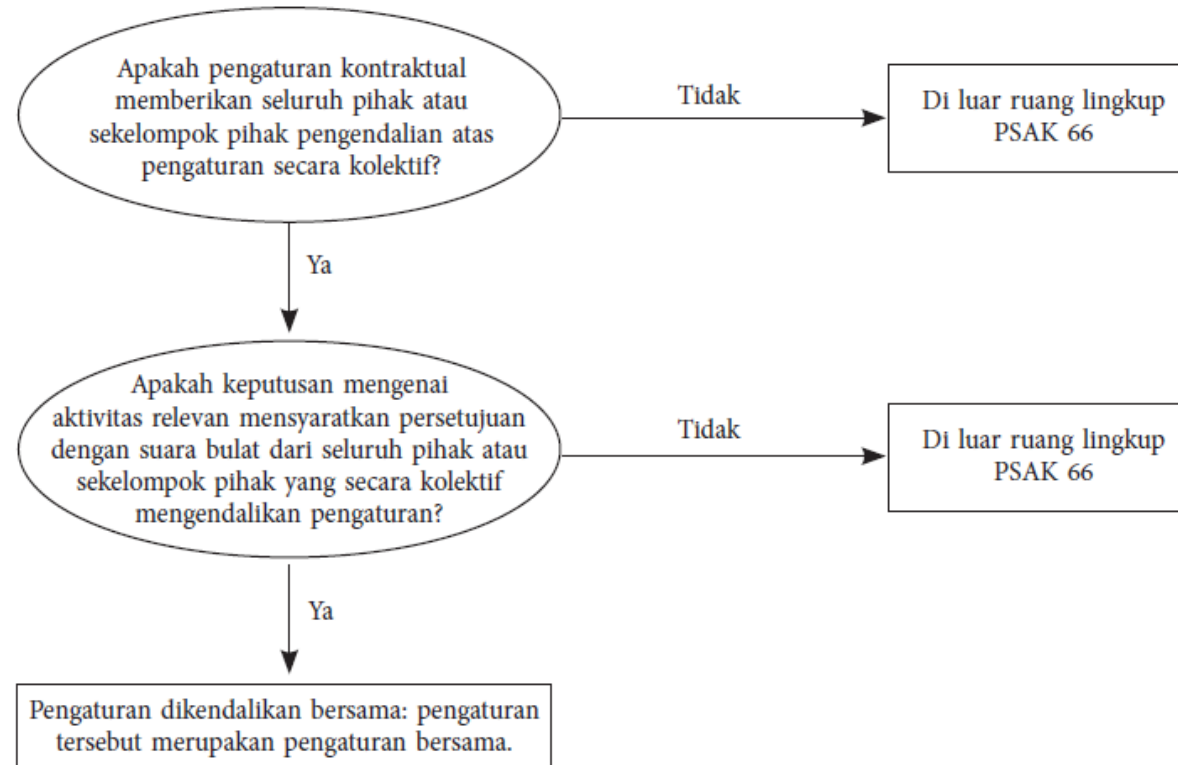 Apakah pengaturan kontraktual
memberikan seluruh pihak atau
sekelompok pihak pengendalian atas
pengaturan secara kolektif?
Tidak
Di luar ruang lingkup
PSAK 66
Ya
Apakah keputusan mengenai
aktivitas relevan mensyaratkan persetujuan
dengan suara bulat dari seluruh pihak atau
sekelompok pihak yang secara kolektif
mengendalikan pengaturan?
Tidak
Di luar ruang lingkup
PSAK 66
Ya
Pengaturan dikendalikan bersama: pengaturan
tersebut merupakan pengaturan bersama.